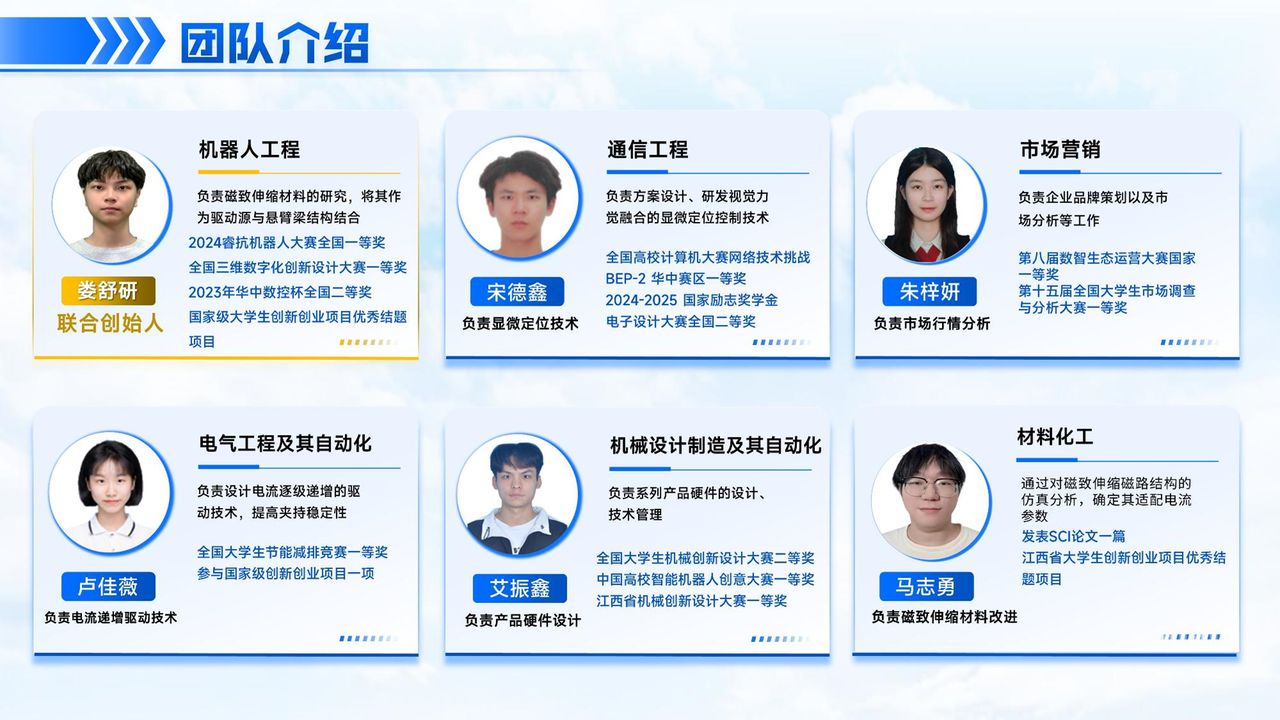 团队介绍
机器人工程
负责磁致伸缩材料的研究，将其作
为驱动源与悬臂梁结构结合
2024睿抗机器人大赛全国一等奖
全国三维数字化创新设计大赛一等奖
2023年华中数控杯全国二等奖
国家级大学生创新创业项目优秀结题
项目
娄舒研
联合创始人
通信工程
负责方案设计、研发视觉力
觉融合的显微定位控制技术
全国高校计算机大赛网络技术挑战
BEP-2 华中赛区一等奖
2024-2025 国家励志奖学金
电子设计大赛全国二等奖
宋德鑫
负责显微定位技术
市场营销
负责企业品牌策划以及市
场分析等工作
第八届数智生态运营大赛国家
一等奖
第十五届全国大学生市场调查
与分析大赛一等奖
朱梓妍
负责市场行情分析
电气工程及其自动化
负责设计电流逐级递增的驱
动技术，提高夹持稳定性
全国大学生节能减排竞赛一等奖
参与国家级创新创业项目一项
卢佳薇
负责电流递增驱动技术
机械设计制造及其自动化
负责系列产品硬件的设计、
技术管理
全国大学生机械创新设计大赛二等奖
中国高校智能机器人创意大赛一等奖
江西省机械创新设计大赛一等奖
艾振鑫
负责产品硬件设计
材料化工
通过对磁致伸缩磁路结构的
仿真分析，确定其适配电流
参数
发表SCI论文一篇
江西省大学生创新创业项目优秀结
题项目
马志勇
负责磁致伸缩材料改进